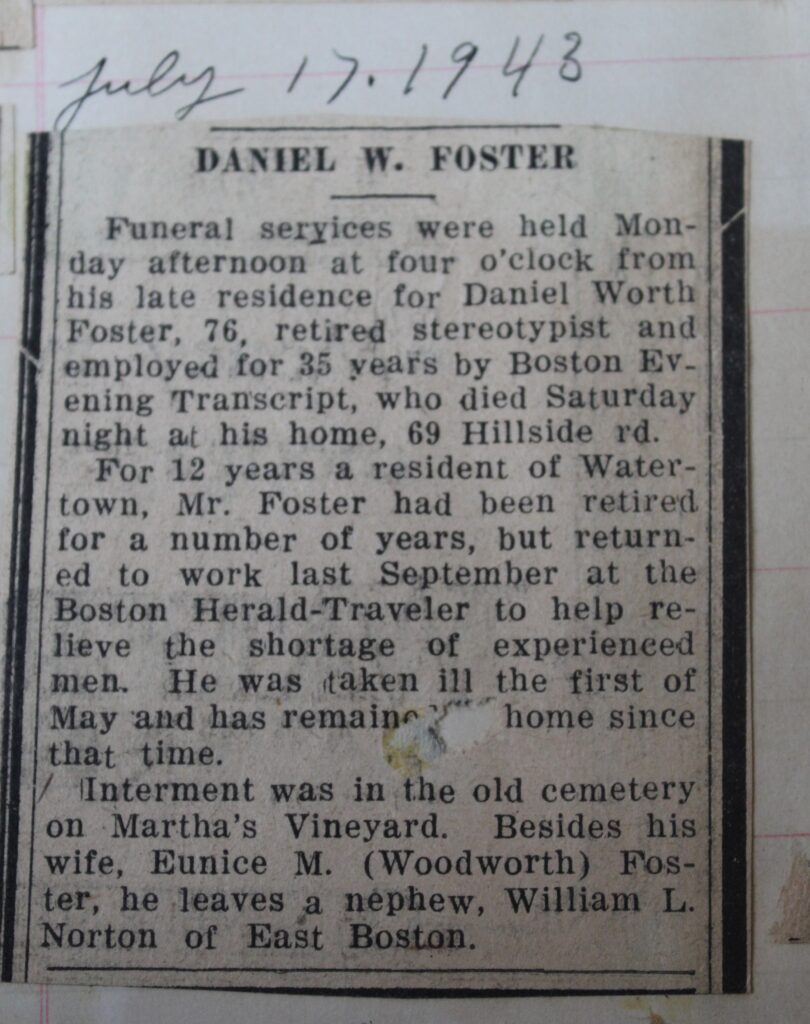 July 17. 1943
DANIEL W. FOSTER
Funeral services were held Mon-
day afternoon at four o'clock from
his late residence for Daniel Worth
Foster, 76, retired stereotypist and
employed for 35 years by Boston Ev-
ening Transcript, who died Saturday
night at his home, 69 Hillside rd.
For 12 years a resident of Water-
town, Mr. Foster had been retired
for a number of years, but return-
ed to work last September at the
Boston Herald-Traveler to help re-
lieve the shortage of experienced
men. He was taken ill the first of
May and has home since
that time.
Interment was in the old cemetery
on Martha's Vineyard. Besides his
wife, Eunice M. (Woodworth) Fos-
ter, he leaves a nephew, William L.
Norton of East Boston.